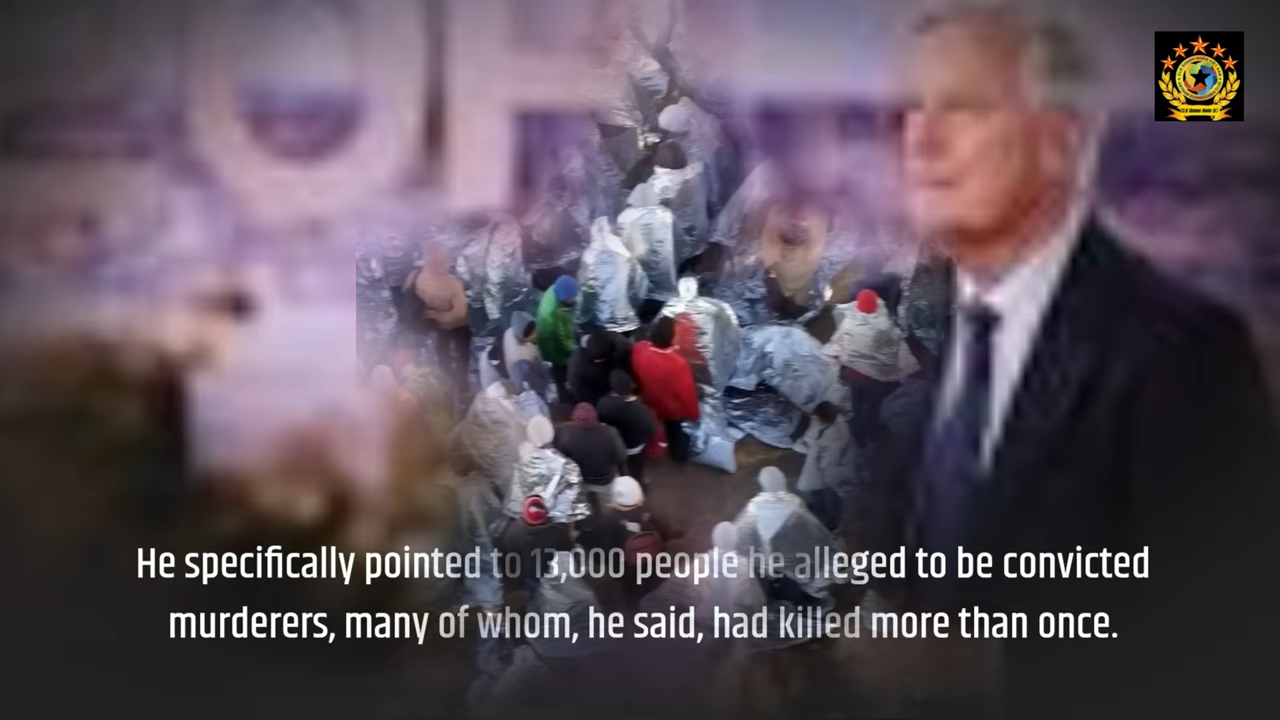 He specifically pointed to 13,000 people he alleged to be convicted
murderers, many of whom, he said, had killed more than once.